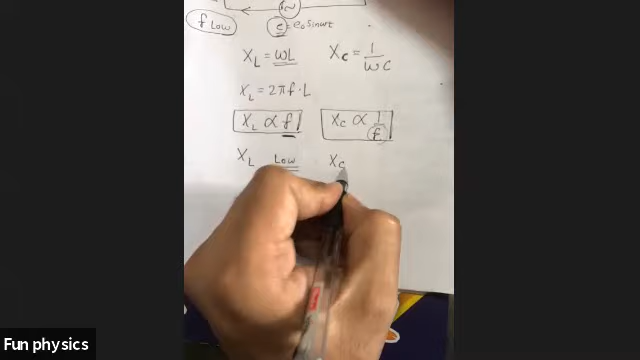 ~
f Low e = e₀ sinωt
X_L = ωL X_C = 1/ωC
X_L = 2πf·L
X_L ∝ f X_C ∝ 1/f
X_L Low X_C
Fun physics